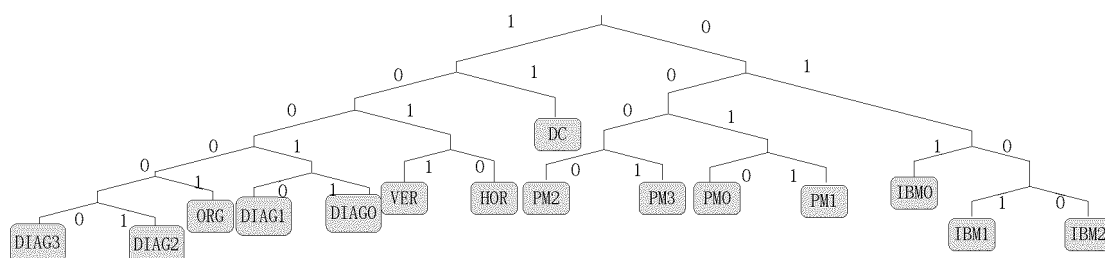 1 0
0 1 0 1
0 1 DC 0 1
0 1 1 0 PM2 0 1 PM3 PM0 0 1 PM1 1 0
0 1 ORG DIAG1 0 1 DIAG0 VER HOR IBM0
DIAG3 0 1 DIAG2 IBM1 1 0 IBM2